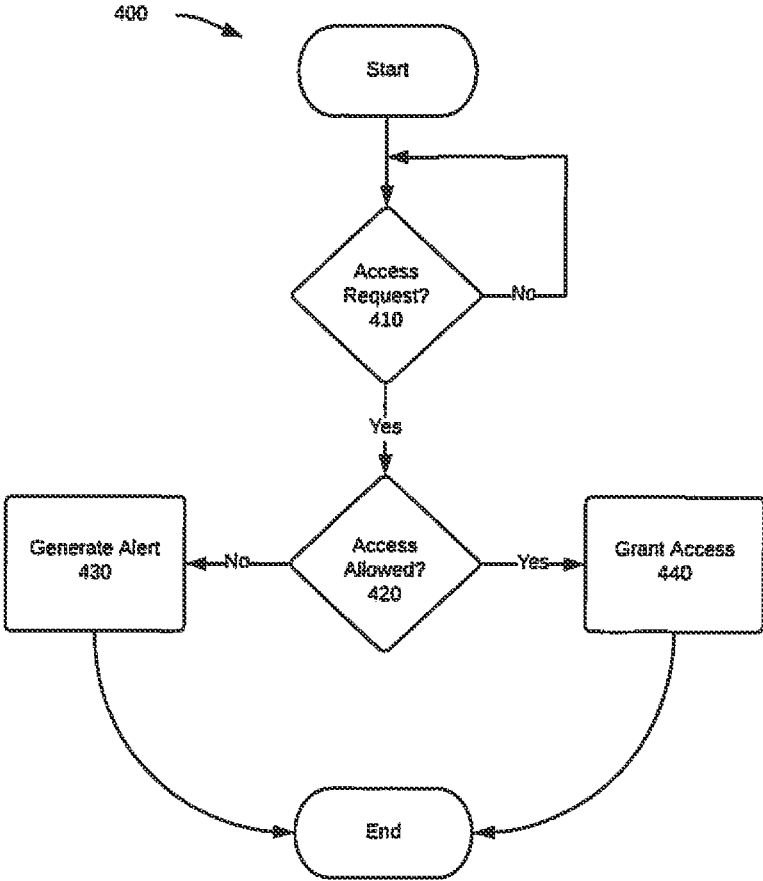 400
Start
Access
Request?
410
No
Yes
Access
Allowed?
420
No
Yes
Generate Alert
430
Grant Access
440
End